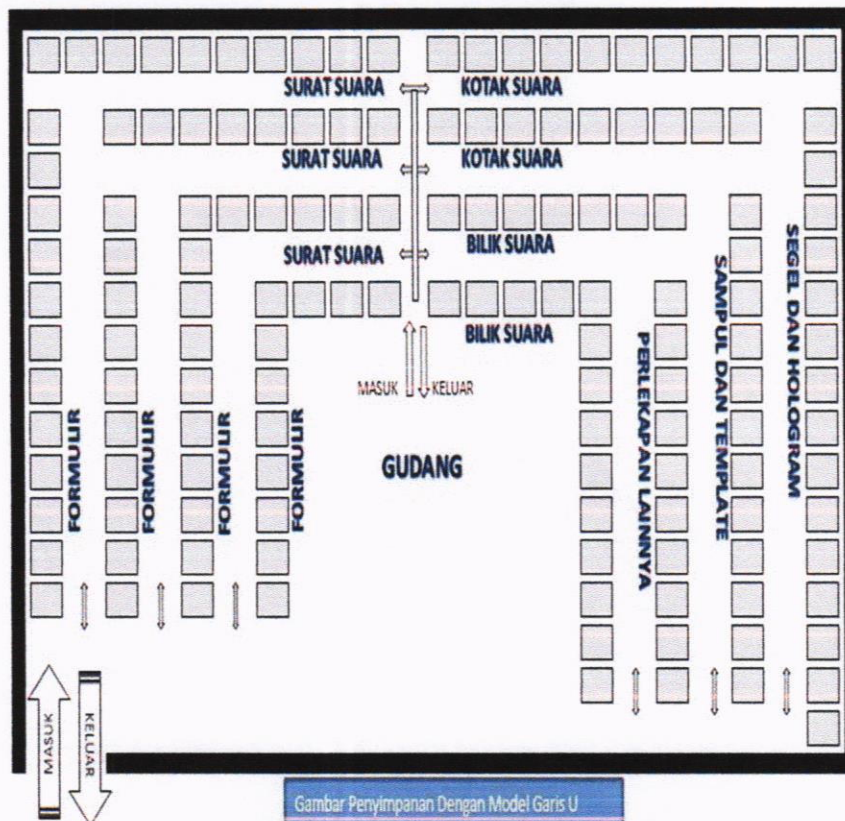 SURAT SUARA
KOTAK SUARA
SURAT SUARA
KOTAK SUARA
SURAT SUARA
BILIK SUARA
BILIK SUARA
MASUK
KELUAR
GUDANG
FORMULIR
FORMULIR
FORMULIR
FORMULIR
PERLEKAPAN LAINNYA
SAMPUL DAN TEMPLATE
SEGEL DAN HOLOGRAM
MASUK
KELUAR
Gambar Penyimpanan Dengan Model Garis U